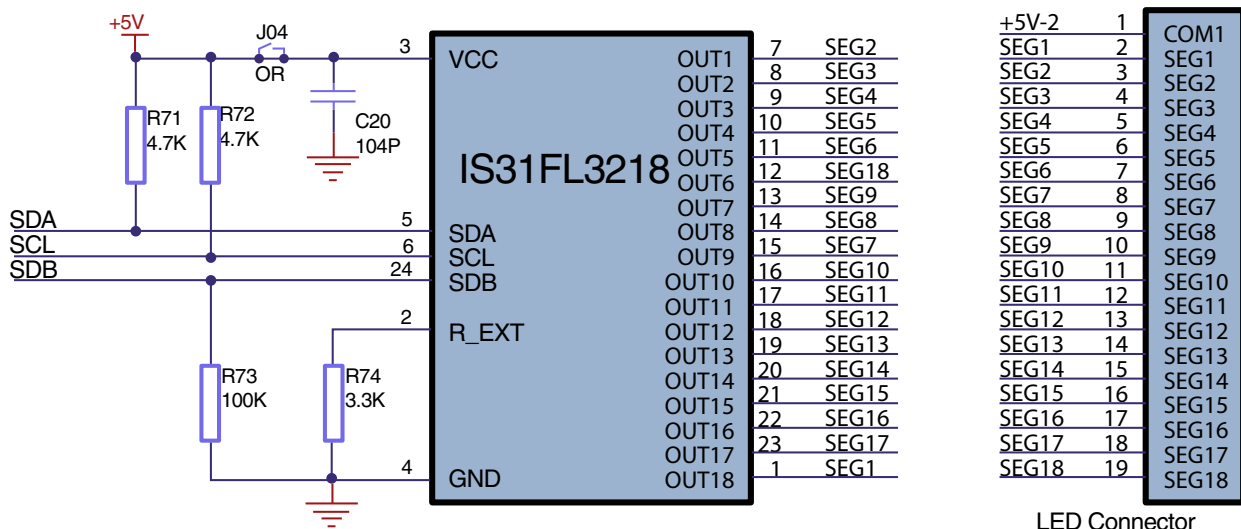 +5V
J04
OR
R71
4.7K
R72
4.7K
C20
104P
3
VCC
IS31FL3218
SDA
5
SDA
SCL
6
SCL
SDB
24
SDB
2
R_EXT
R73
100K
R74
3.3K
4
GND
OUT1 7 SEG2
OUT2 8 SEG3
OUT3 9 SEG4
OUT4 10 SEG5
OUT5 11 SEG6
OUT6 12 SEG18
OUT7 13 SEG9
OUT8 14 SEG8
OUT9 15 SEG7
OUT10 16 SEG10
OUT11 17 SEG11
OUT12 18 SEG12
OUT13 19 SEG13
OUT14 20 SEG14
OUT15 21 SEG15
OUT16 22 SEG16
OUT17 23 SEG17
OUT18 1 SEG1
+5V-2 1 COM1
SEG1 2 SEG1
SEG2 3 SEG2
SEG3 4 SEG3
SEG4 5 SEG4
SEG5 6 SEG5
SEG6 7 SEG6
SEG7 8 SEG7
SEG8 9 SEG8
SEG9 10 SEG9
SEG10 11 SEG10
SEG11 12 SEG11
SEG12 13 SEG12
SEG13 14 SEG13
SEG14 15 SEG14
SEG15 16 SEG15
SEG16 17 SEG16
SEG17 18 SEG17
SEG18 19 SEG18
LED Connector